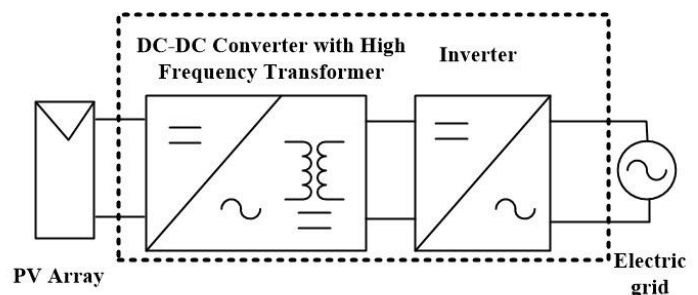 DC-DC Converter with High
Frequency Transformer
Inverter
PV Array
Electric
grid